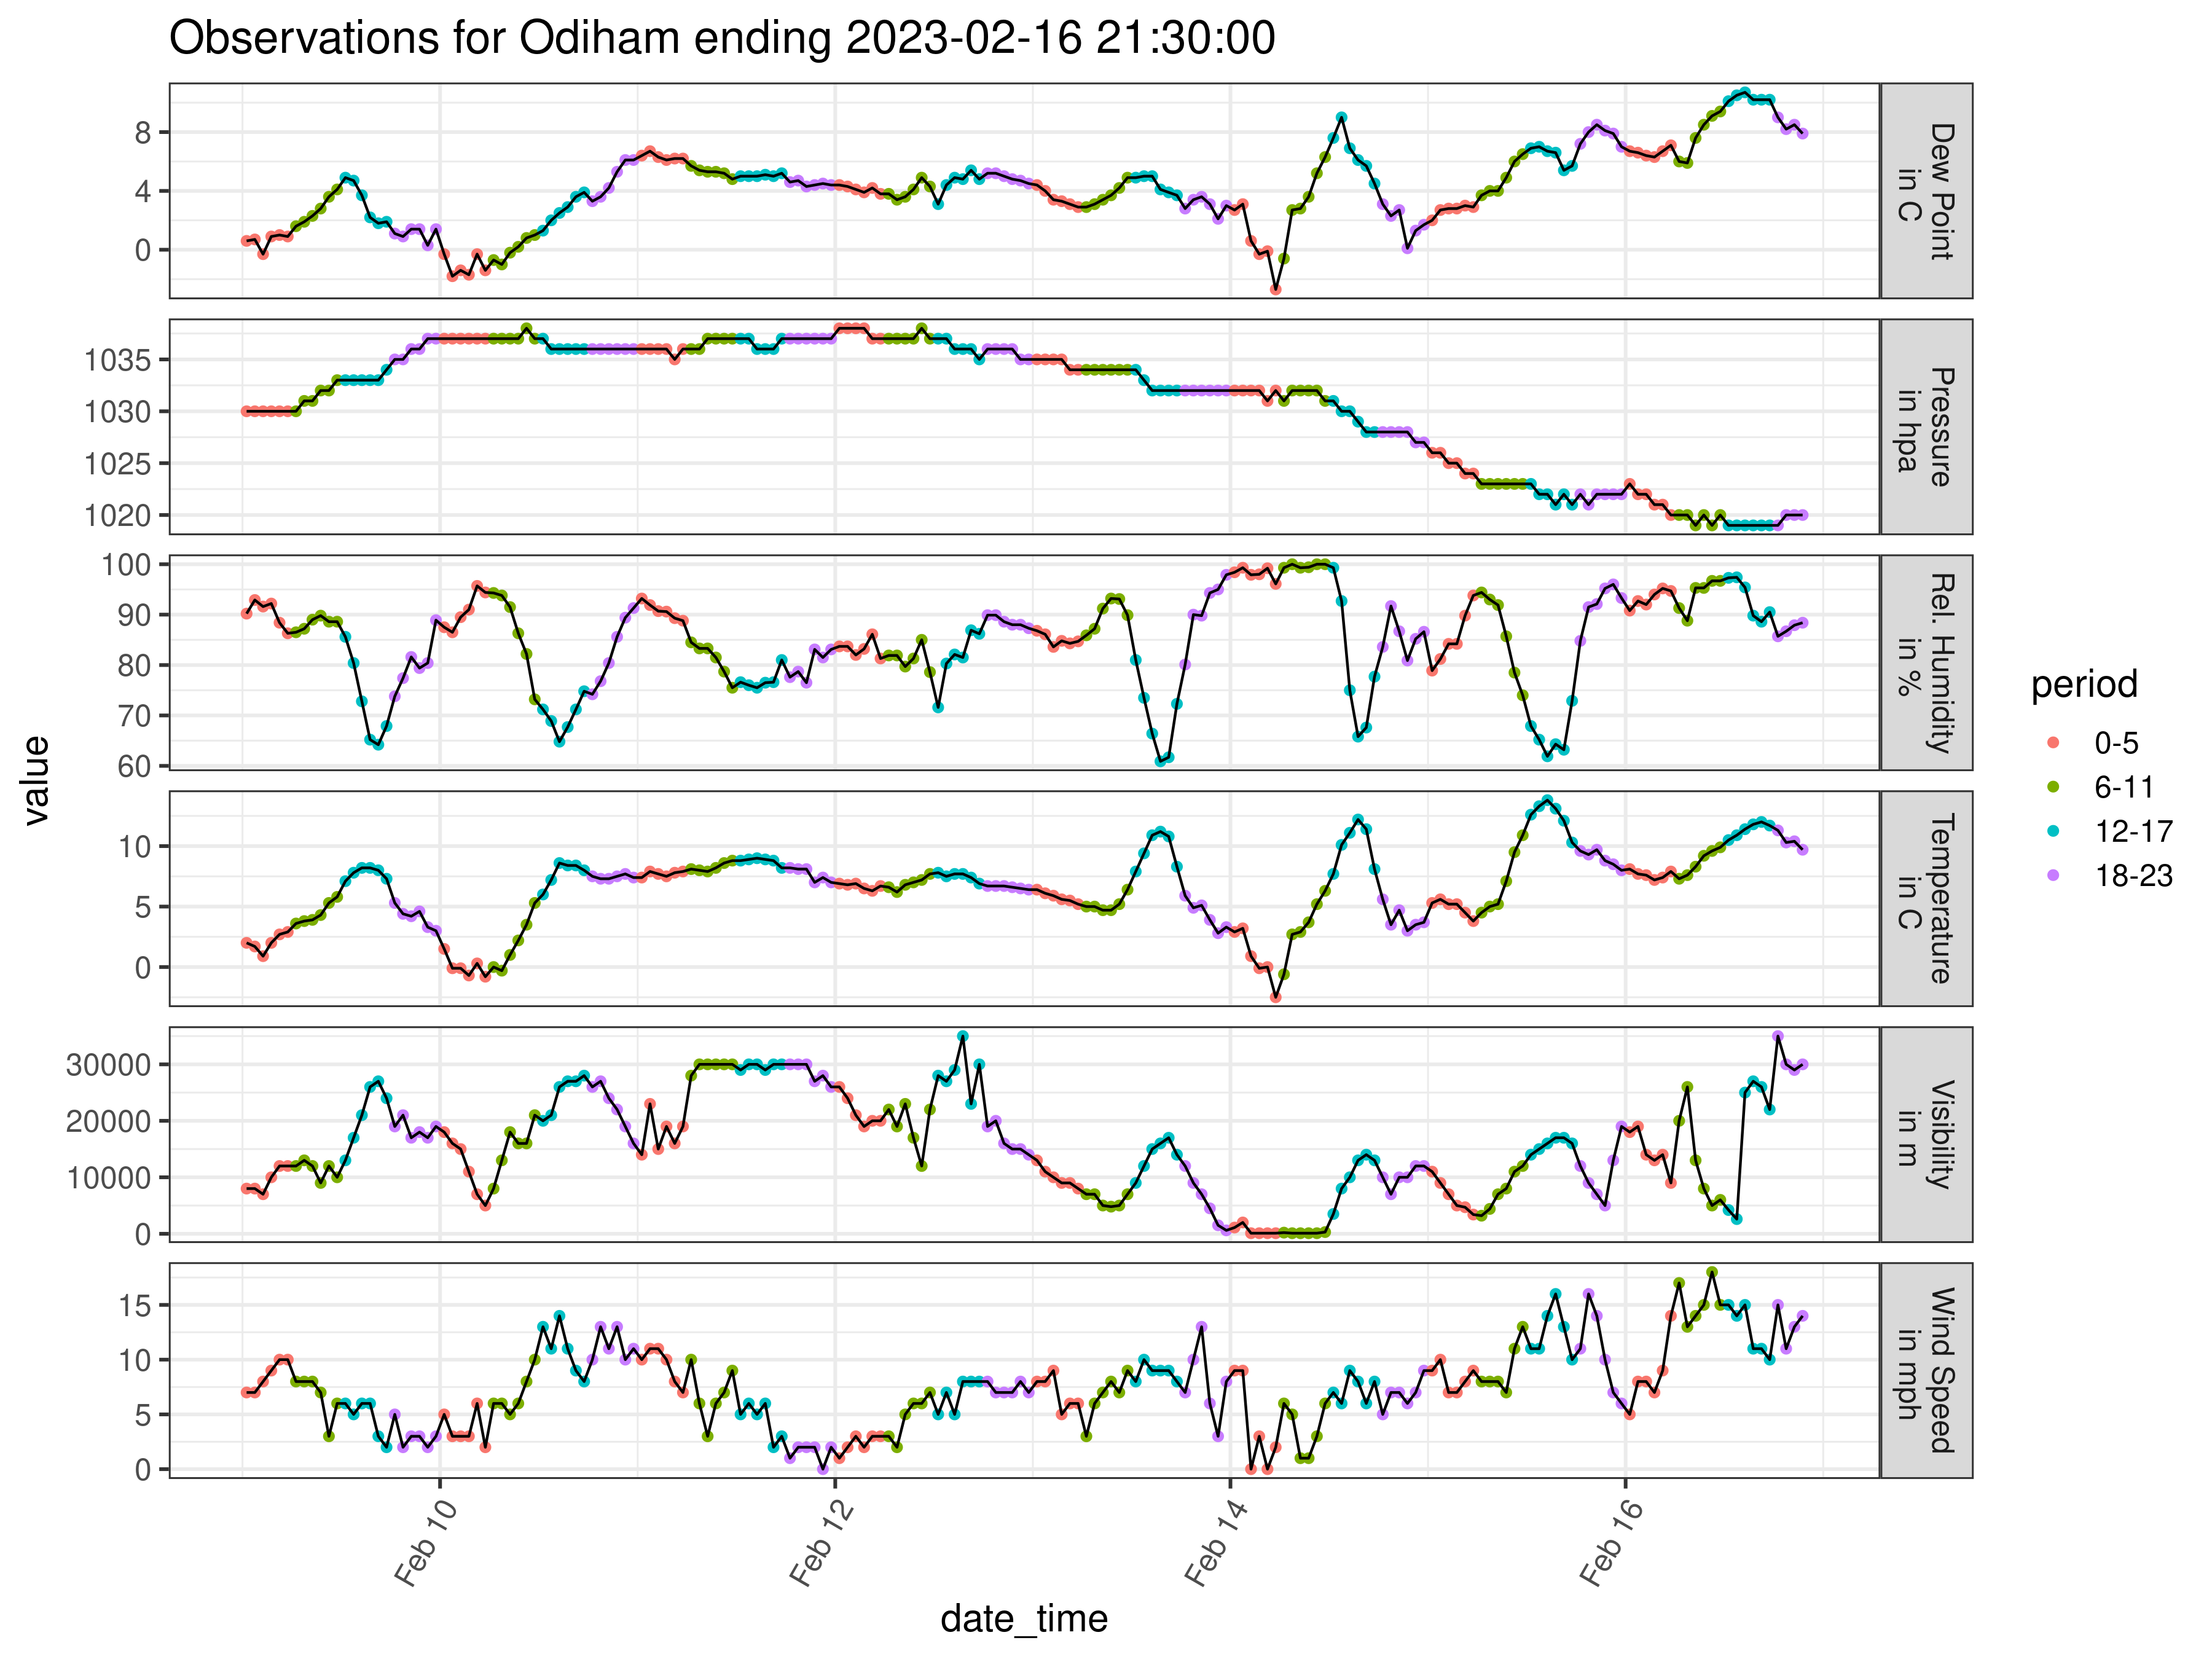 Observations for Odiham ending 2023-02-16 21:30:00
value
8
4
0
Dew Point
in C
1035
1030
1025
1020
Pressure
in hpa
100
90
80
70
60
Rel. Humidity
in %
10
5
0
Temperature
in C
30000
20000
10000
0
Visibility
in m
15
10
5
0
Wind Speed
in mph
Feb 10
Feb 12
Feb 14
Feb 16
date_time
period
0-5
6-11
12-17
18-23